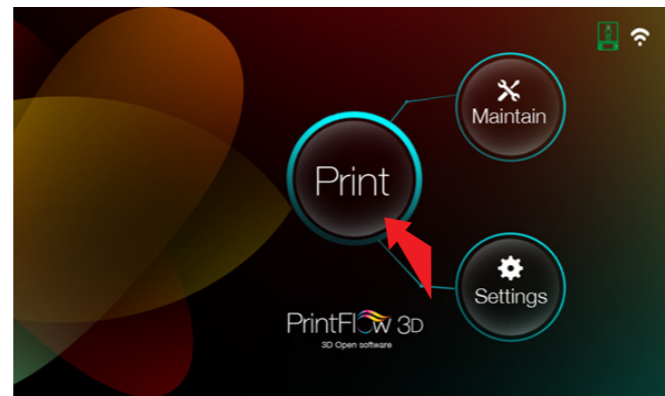 Maintain
Print
Settings
PrintFlow 3D
3D Open software